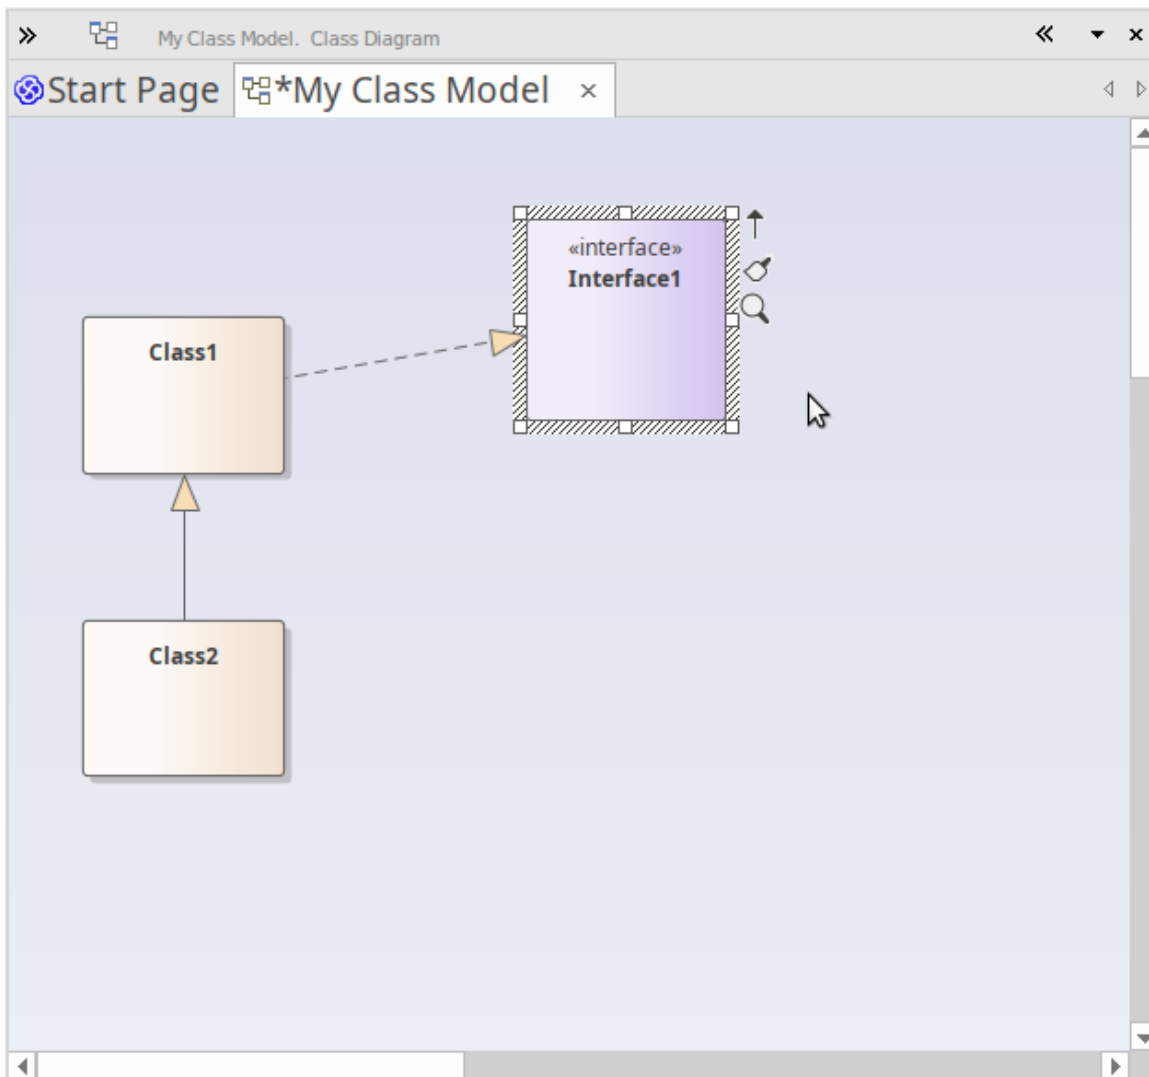 My Class Model.  Class Diagram
Start Page
*My Class Model
«interface»
Interface1
Class1
Class2